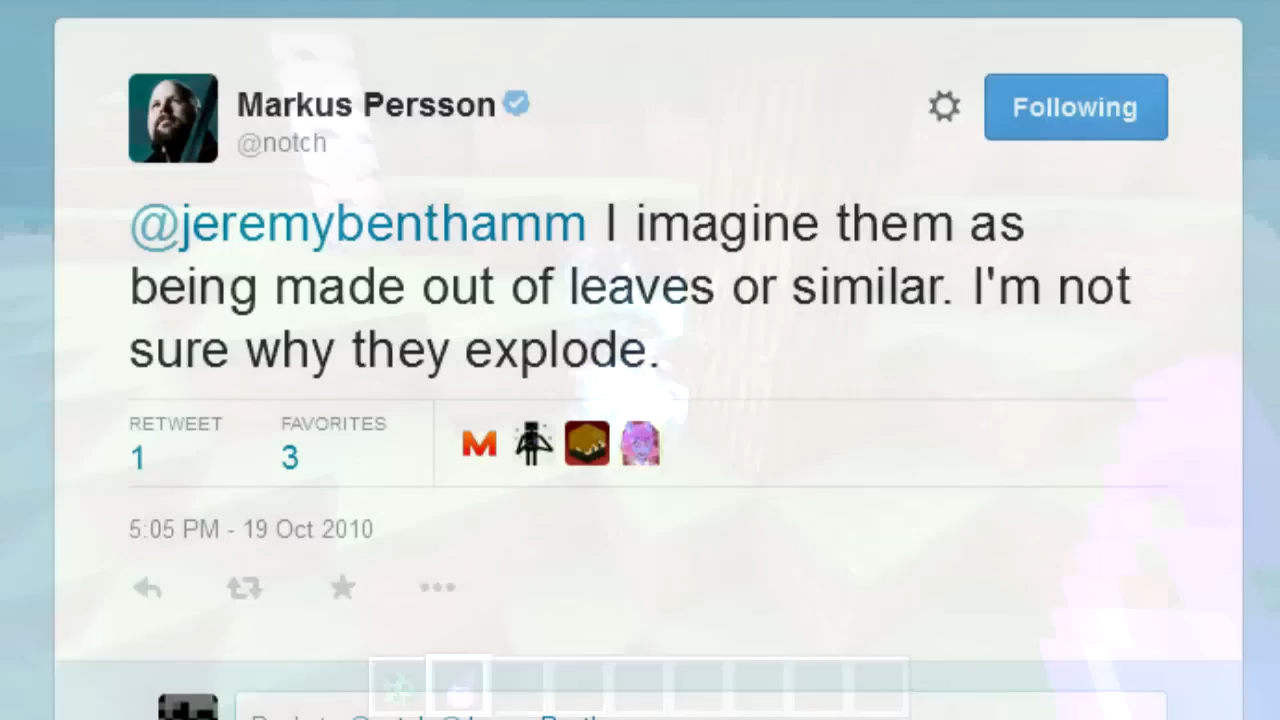 Markus Persson
@notch
Following
@jeremybenthamm I imagine them as
being made out of leaves or similar. I'm not
sure why they explode.
RETWEET FAVORITES
1 3
M
5:05 PM - 19 Oct 2010